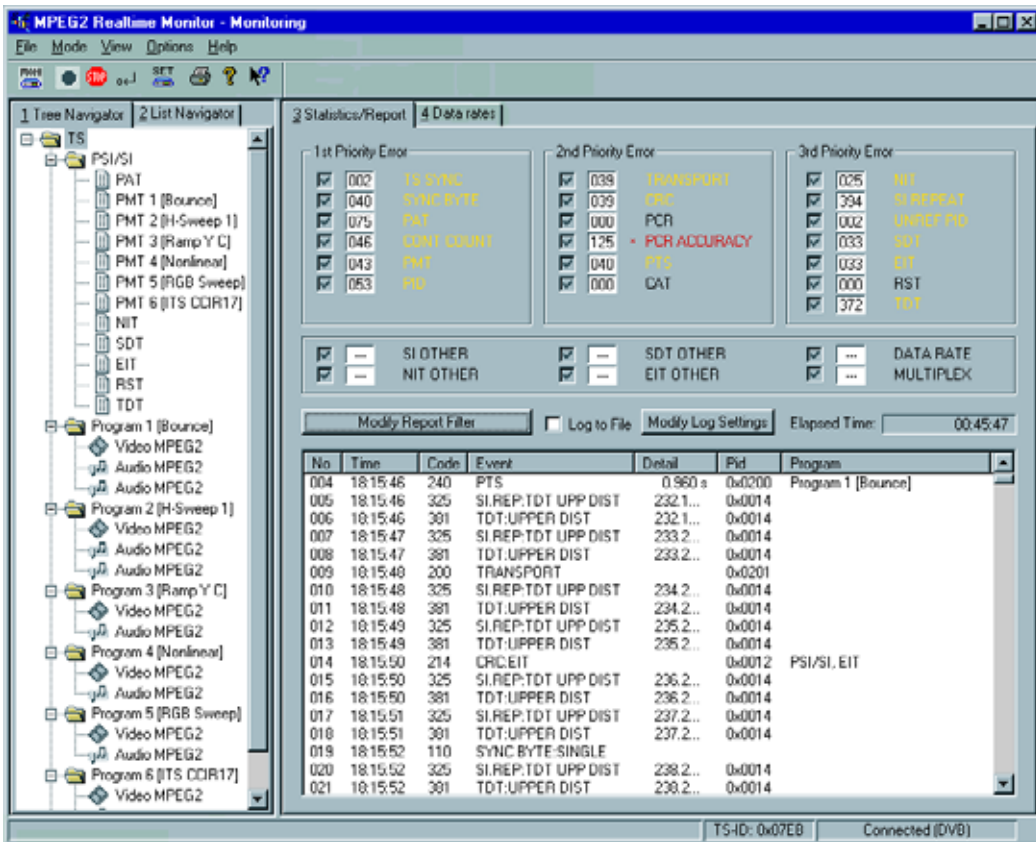 MPEG2 Realtime Monitor - Monitoring
File Mode View Options Help
STOP SET
1 Tree Navigator 2 List Navigator
TS
PSI/SI
PAT
PMT 1 [Bounce]
PMT 2 [H-Sweep 1]
PMT 3 [Ramp Y C]
PMT 4 [Nonlinear]
PMT 5 [RGB Sweep]
PMT 6 [ITS CCIR17]
NIT
SDT
EIT
RST
TDT
Program 1 [Bounce]
Video MPEG2
Audio MPEG2
Audio MPEG2
Program 2 [H-Sweep 1]
Video MPEG2
Audio MPEG2
Audio MPEG2
Program 3 [Ramp Y C]
Video MPEG2
Audio MPEG2
Program 4 [Nonlinear]
Video MPEG2
Audio MPEG2
Program 5 [RGB Sweep]
Video MPEG2
Audio MPEG2
Program 6 [ITS CCIR17]
Video MPEG2
3 Statistics/Report 4 Data rates
1st Priority Error
002 TS SYNC
040 SYNC BYTE
075 PAT
046 CONT COUNT
043 PMT
053 PID
2nd Priority Error
039 TRANSPORT
039 CRC
000 PCR
125 * PCR ACCURACY
040 PTS
000 CAT
3rd Priority Error
025 NIT
394 SI REPEAT
002 UNREF PID
033 SDT
033 EIT
000 RST
372 TDT
--- SI OTHER --- SDT OTHER --- DATA RATE
--- NIT OTHER --- EIT OTHER --- MULTIPLEX
Modify Report Filter Log to File Modify Log Settings Elapsed Time: 00:45:47
No Time Code Event Detail Pid Program
004 18:15:46 240 PTS 0.960 s 0x0200 Program 1 [Bounce]
005 18:15:46 325 SI.REP:TDT UPP DIST 232.1... 0x0014
006 18:15:46 381 TDT:UPPER DIST 232.1... 0x0014
007 18:15:47 325 SI.REP:TDT UPP DIST 233.2... 0x0014
008 18:15:47 381 TDT:UPPER DIST 233.2... 0x0014
009 18:15:48 200 TRANSPORT 0x0201
010 18:15:48 325 SI.REP:TDT UPP DIST 234.2... 0x0014
011 18:15:48 381 TDT:UPPER DIST 234.2... 0x0014
012 18:15:49 325 SI.REP:TDT UPP DIST 235.2... 0x0014
013 18:15:49 381 TDT:UPPER DIST 235.2... 0x0014
014 18:15:50 214 CRC:EIT 0x0012 PSI/SI, EIT
015 18:15:50 325 SI.REP:TDT UPP DIST 236.2... 0x0014
016 18:15:50 381 TDT:UPPER DIST 236.2... 0x0014
017 18:15:51 325 SI.REP:TDT UPP DIST 237.2... 0x0014
018 18:15:51 381 TDT:UPPER DIST 237.2... 0x0014
019 18:15:52 110 SYNC BYTE:SINGLE
020 18:15:52 325 SI.REP:TDT UPP DIST 238.2... 0x0014
021 18:15:52 381 TDT:UPPER DIST 238.2... 0x0014
TS-ID: 0x07EB Connected (DVB)